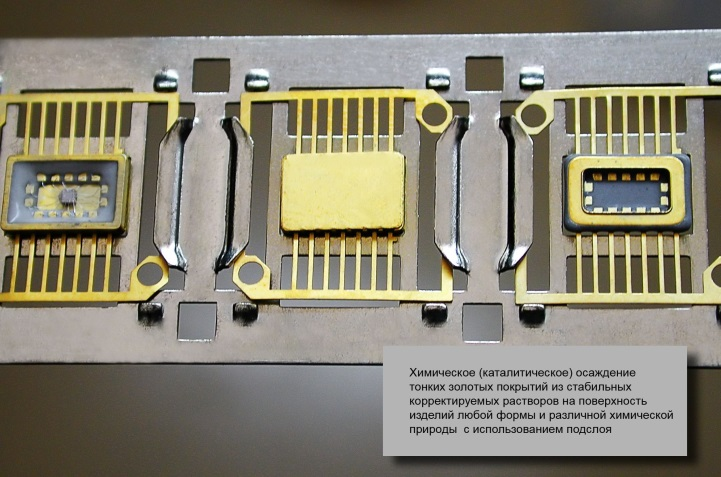 Химическое (каталитическое) осаждение
тонких золотых покрытий из стабильных
корректируемых растворов на поверхность
изделий любой формы и различной химической
природы с использованием подслоя